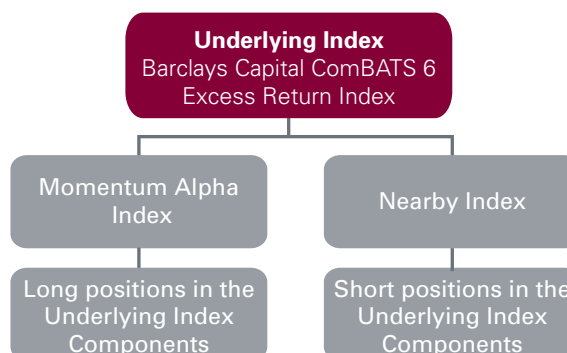 Underlying Index
Barclays Capital ComBATS 6
Excess Return Index
Momentum Alpha
Index
Nearby Index
Long positions in the
Underlying Index
Components
Short positions in the
Underlying Index
Components